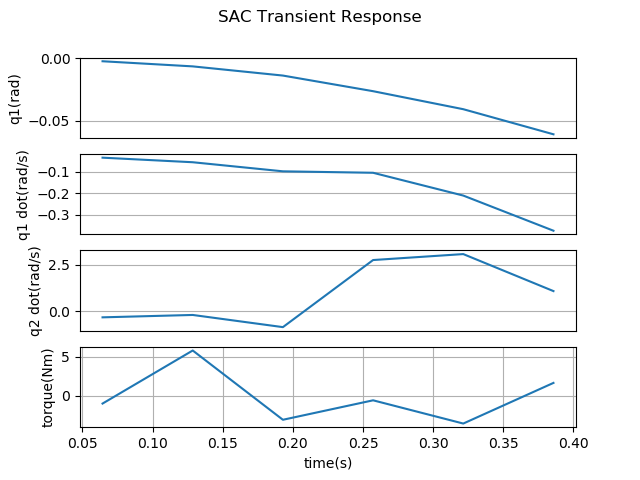 SAC Transient Response
0.00
−0.05
q1(rad)
−0.1
−0.2
−0.3
q1 dot(rad/s)
2.5
0.0
q2 dot(rad/s)
5
0
torque(Nm)
0.05 0.10 0.15 0.20 0.25 0.30 0.35 0.40
time(s)